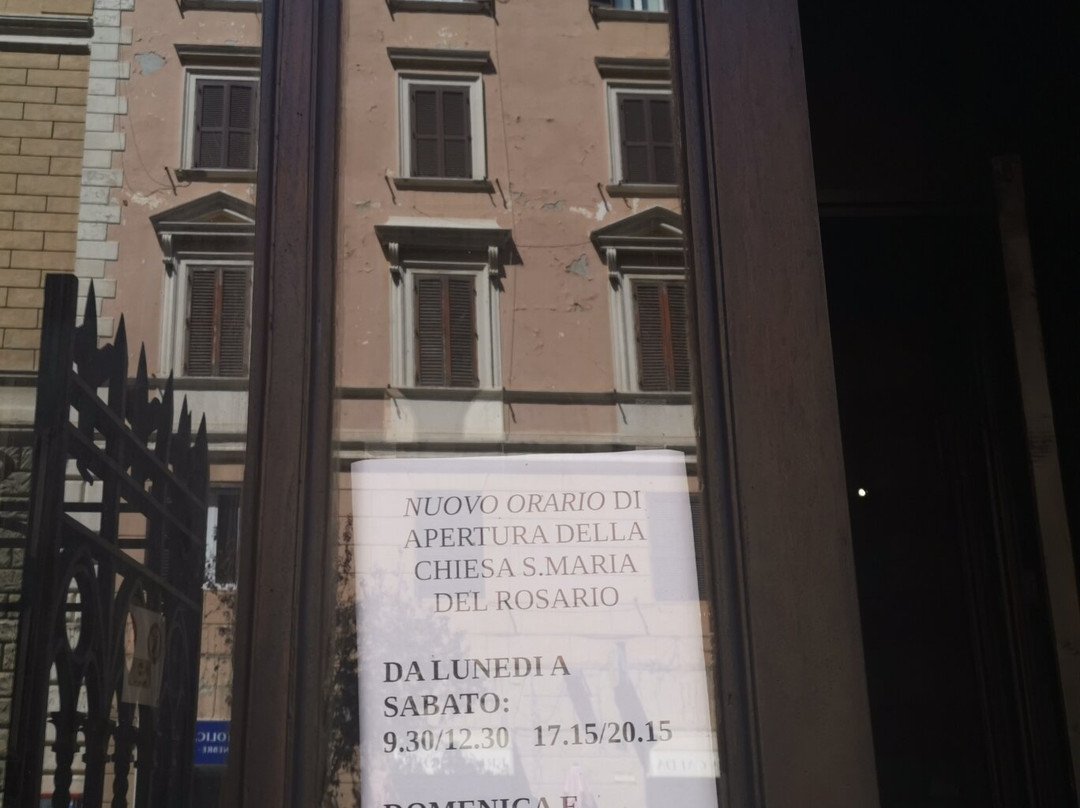 NUOVO ORARIO DI
APERTURA DELLA
CHIESA S.MARIA
DEL ROSARIO
DA LUNEDI A
SABATO:
9.30/12.30 17.15/20.15
DOMENICA E